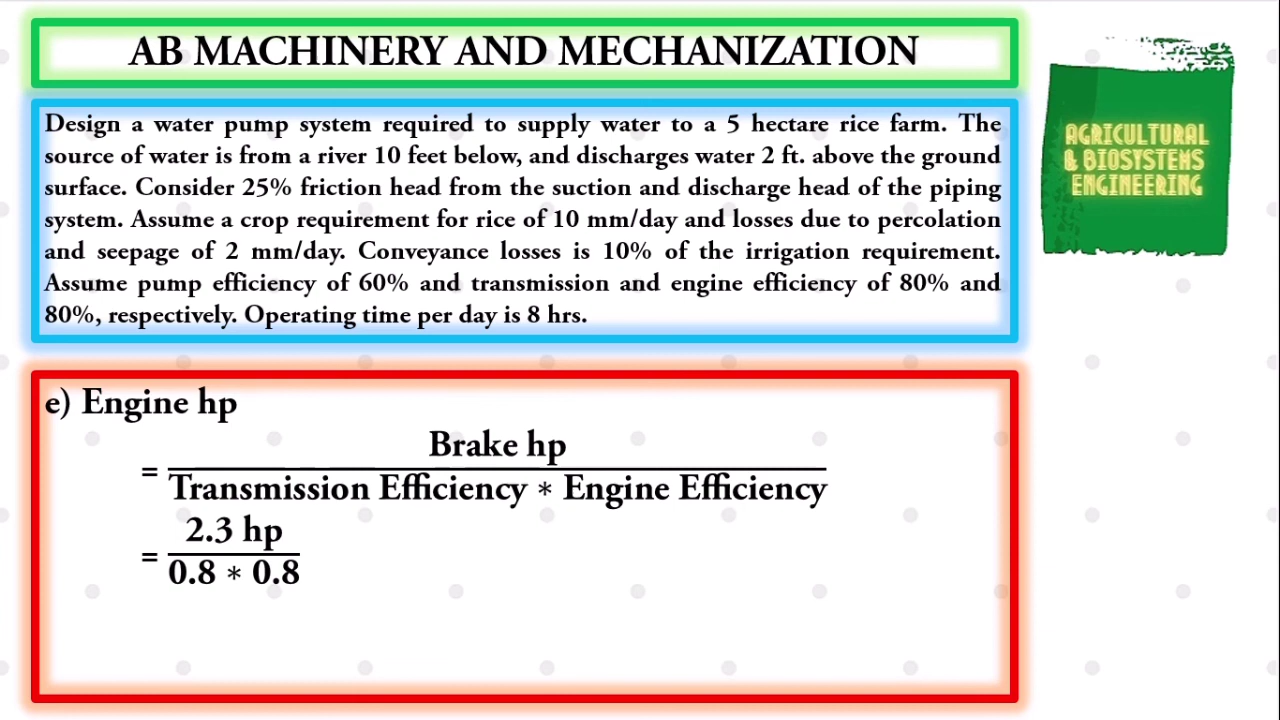 AB MACHINERY AND MECHANIZATION
AGRICULTURAL
& BIOSYSTEMS
ENGINEERING
Design a water pump system required to supply water to a 5 hectare rice farm. The
source of water is from a river 10 feet below, and discharges water 2 ft. above the ground
surface. Consider 25% friction head from the suction and discharge head of the piping
system. Assume a crop requirement for rice of 10 mm/day and losses due to percolation
and seepage of 2 mm/day. Conveyance losses is 10% of the irrigation requirement.
Assume pump efficiency of 60% and transmission and engine efficiency of 80% and
80%, respectively. Operating time per day is 8 hrs.
e) Engine hp
Brake hp
=
Transmission Efficiency * Engine Efficiency
2.3 hp
=
0.8 * 0.8